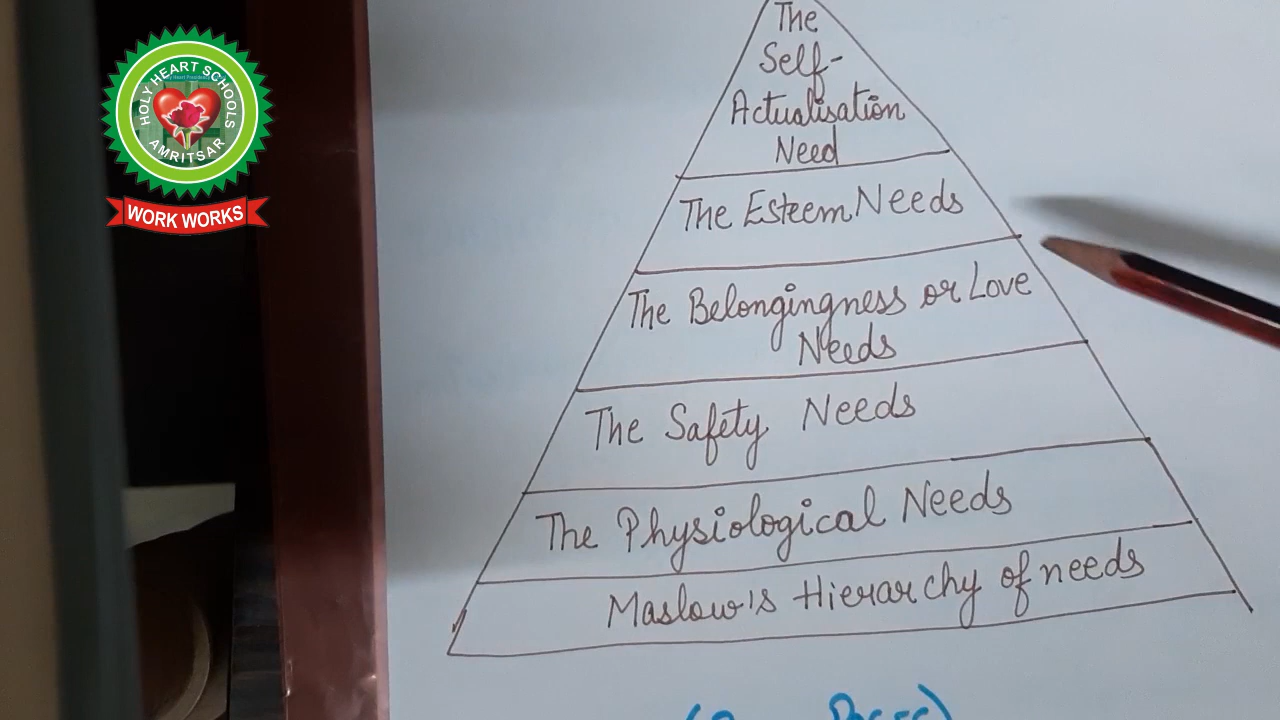 HOLY HEART SCHOOLS
AMRITSAR
WORK WORKS
The
Self-
Actualisation
Need
The Esteem Needs
The Belongingness or Love
Needs
The Safety Needs
The Physiological Needs
Maslow's Hierarchy of needs